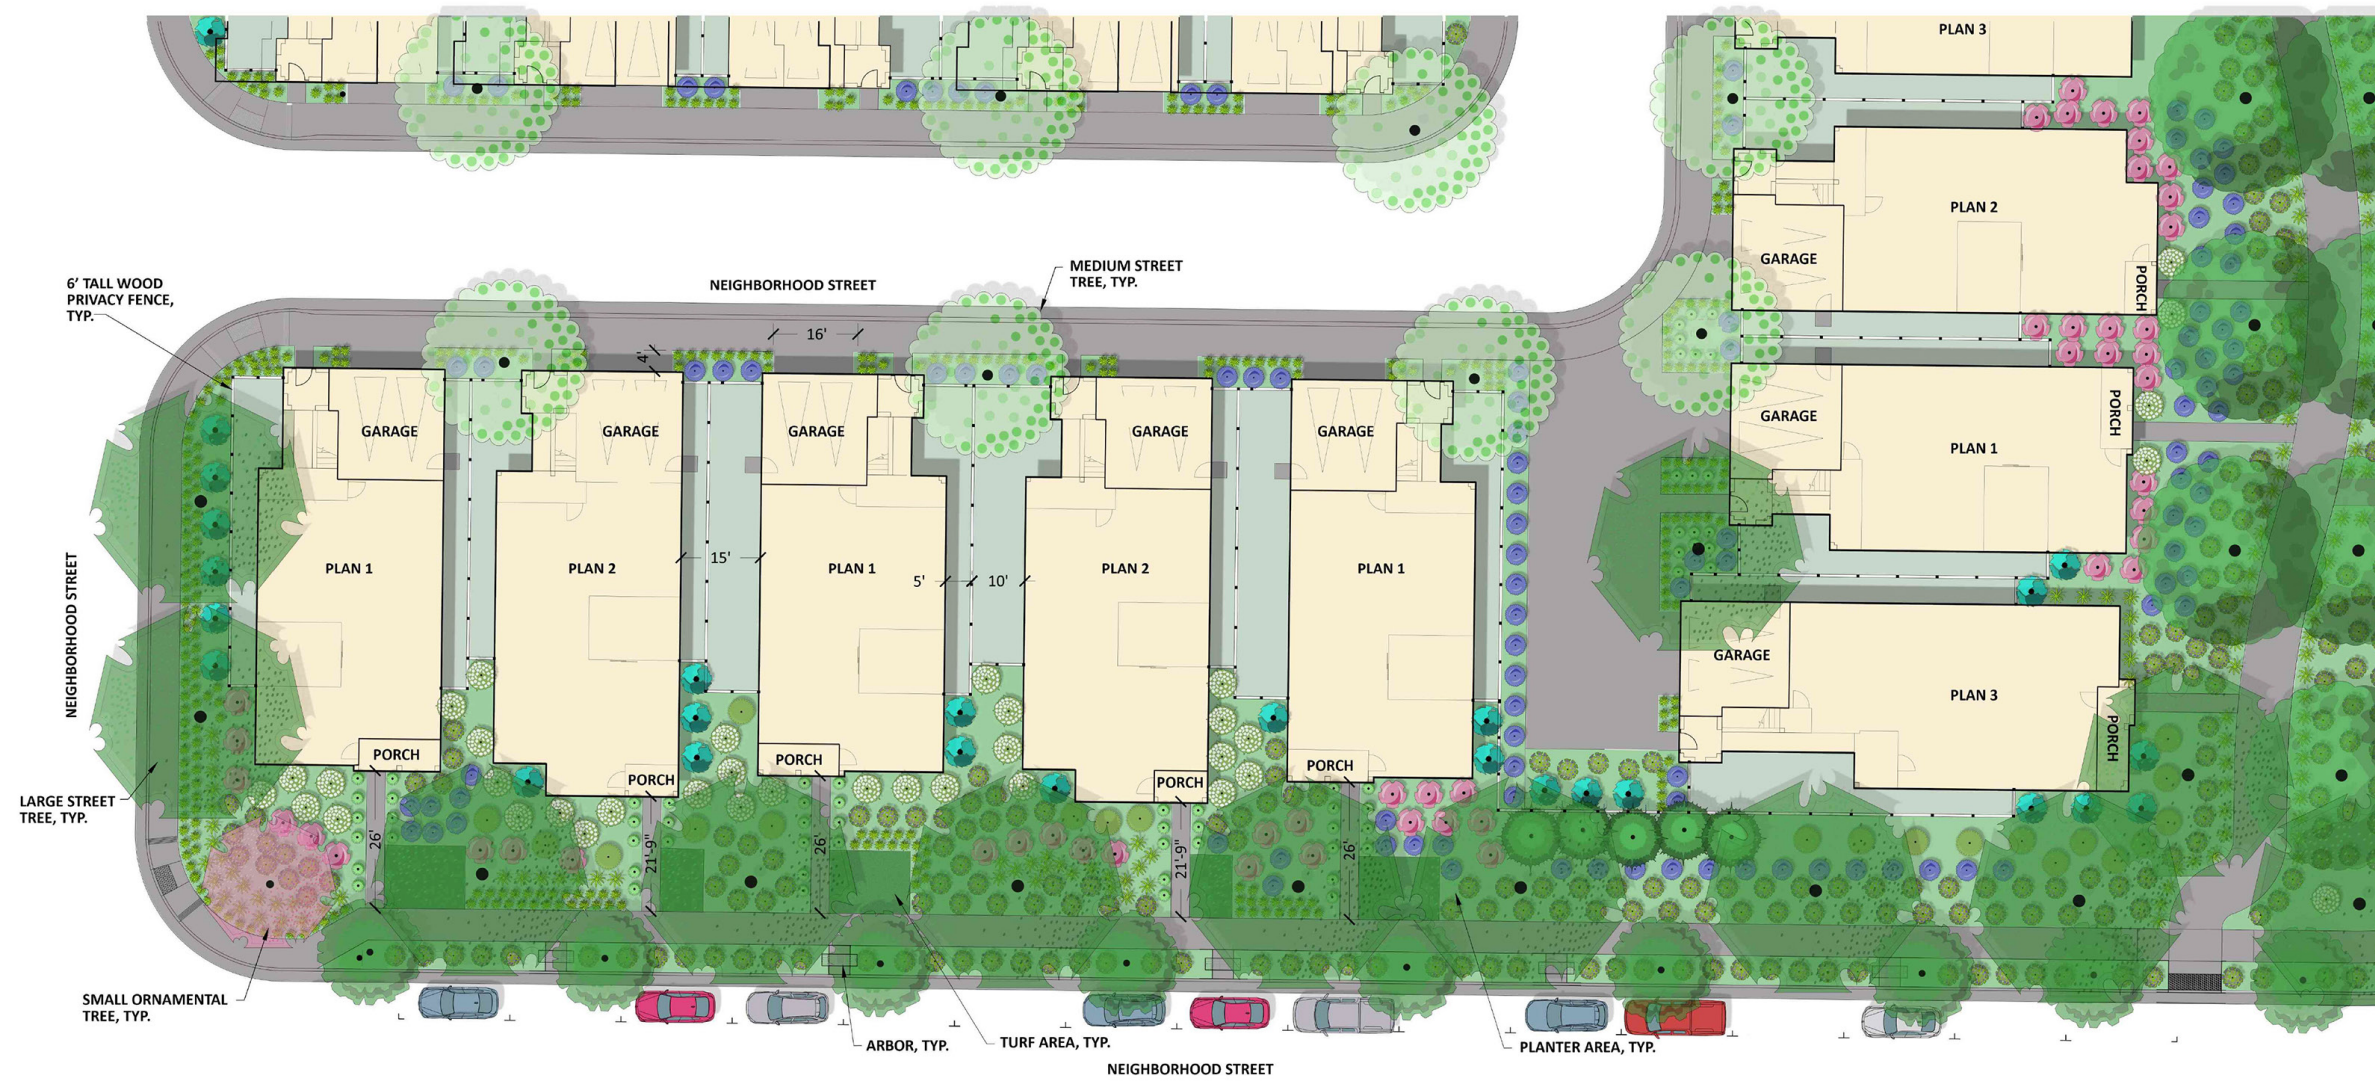 PLAN 3
PLAN 2
GARAGE
PORCH
6' TALL WOOD
PRIVACY FENCE,
TYP.
NEIGHBORHOOD STREET
MEDIUM STREET
TREE, TYP.
16'
4'
GARAGE
GARAGE
GARAGE
GARAGE
GARAGE
GARAGE
PORCH
PLAN 1
NEIGHBORHOOD STREET
PLAN 1
PLAN 2
15'
PLAN 1
5'
10'
PLAN 2
PLAN 1
GARAGE
PLAN 3
PORCH
PORCH
PORCH
PORCH
PORCH
PORCH
LARGE STREET
TREE, TYP.
26'
21'-9"
26'
21'-9"
26'
SMALL ORNAMENTAL
TREE, TYP.
ARBOR, TYP.
TURF AREA, TYP.
PLANTER AREA, TYP.
NEIGHBORHOOD STREET